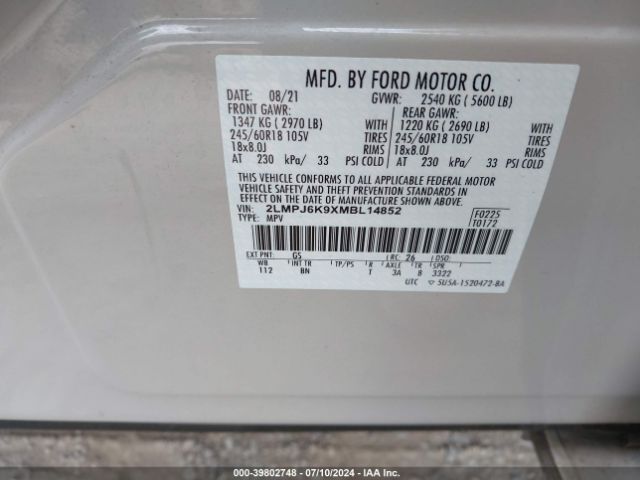 MFD. BY FORD MOTOR CO.
DATE: 08/21 GVWR: 2540 KG ( 5600 LB)
FRONT GAWR: REAR GAWR:
1347 KG ( 2970 LB) WITH 1220 KG ( 2690 LB) WITH
245/60R18 105V TIRES 245/60R18 105V TIRES
18x8.0J RIMS 18x8.0J RIMS
AT 230 kPa/ 33 PSI COLD AT 230 kPa/ 33 PSI COLD
THIS VEHICLE CONFORMS TO ALL APPLICABLE FEDERAL MOTOR
VEHICLE SAFETY AND THEFT PREVENTION STANDARDS IN
EFFECT ON THE DATE OF MANUFACTURE SHOWN ABOVE.
VIN: 2LMPJ6K9XMBL14852 F0225
TYPE: MPV T0172
EXT PNT: GS RC: 26 DSO:
WB INT TR TP/PS R AXLE TR SPR
112 BN T 3A 8 3322
UTC SU5A-1520472-BA
000-39802748 - 07/10/2024 - IAA Inc.